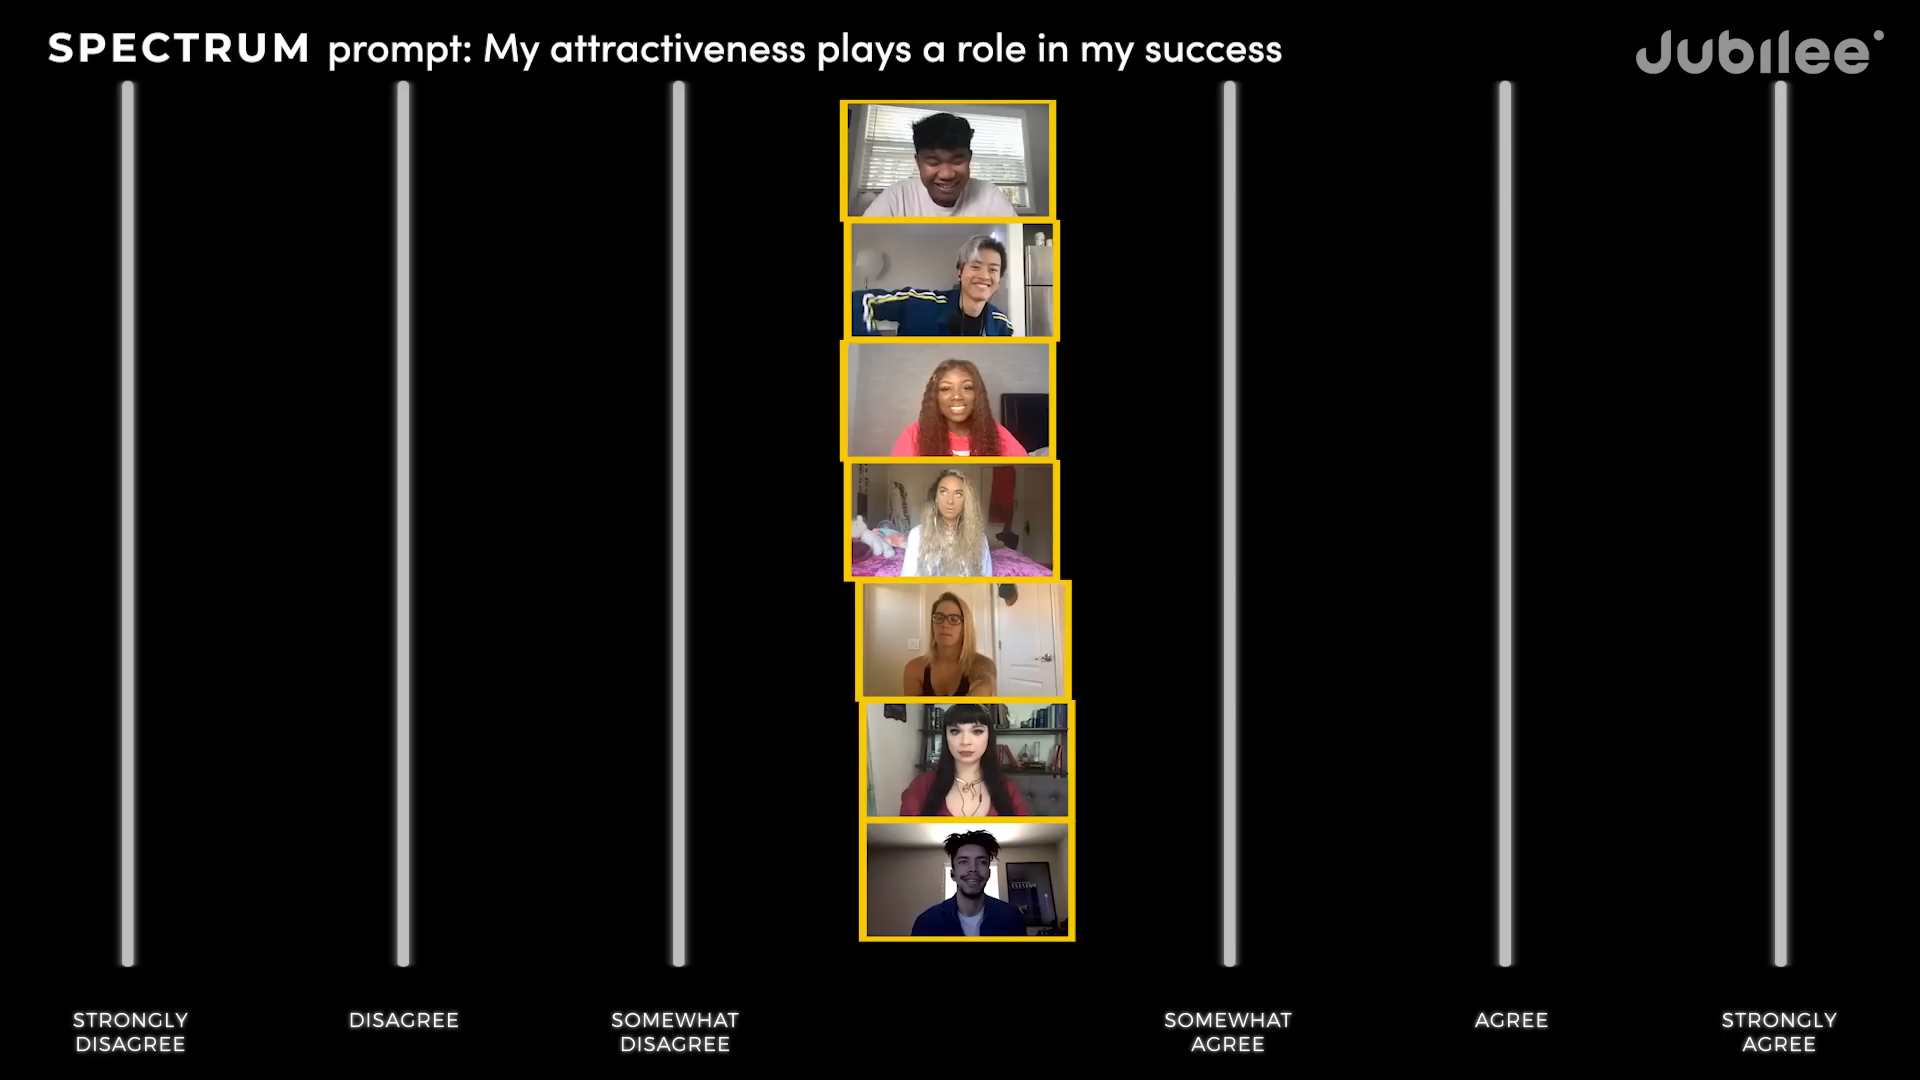 SPECTRUM prompt: My attractiveness plays a role in my success
Jubilee
STRONGLY
DISAGREE
DISAGREE
SOMEWHAT
DISAGREE
SOMEWHAT
AGREE
AGREE
STRONGLY
AGREE